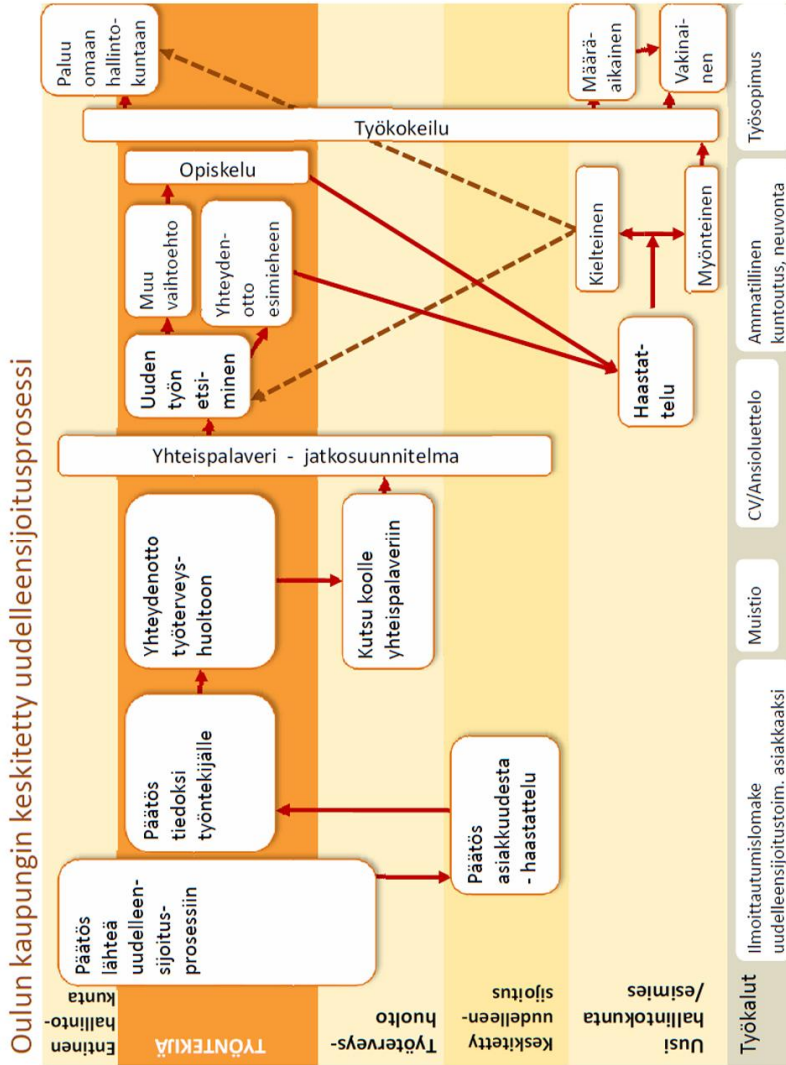 Oulun kaupungin keskitetty uudelleensijoitusprosessi
Entinen
hallinto-
kunta
TYÖNTEKIJÄ
Työterveys-
huolto
Keskitetty
uudelleen-
sijoitus
Uusi
hallintokunta
/esimies
Työkalut
Päätös
lähteä
uudelleen-
sijoitus-
prosessiin
Päätös
asiakkuudesta
- haastattelu
Päätös
tiedoksi
työntekijälle
Yhteydenotto
työterveys-
huoltoon
Kutsu koolle
yhteispalaveriin
Yhteispalaveri - jatkosuunnitelma
Uuden
työn
etsi-
minen
Muu
vaihtoehto
Yhteyden-
otto
esimieheen
Opiskelu
Haastat-
telu
Kielteinen
Myönteinen
Työkokeilu
Paluu
omaan
hallinto-
kuntaan
Määrä-
aikainen
Vakinai-
nen
Ilmoittautumislomake
uudelleensijoitustoim. asiakkaaksi
Muistio
CV/Ansioluettelo
Ammatillinen
kuntoutus, neuvonta
Työsopimus